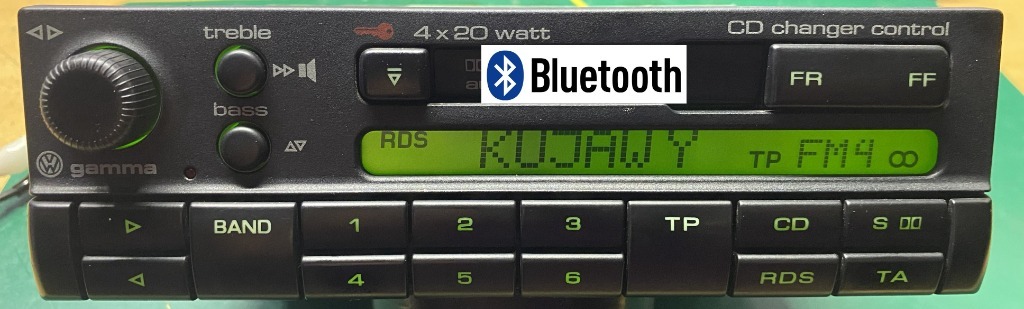 treble
4 x 20 watt
CD changer control
Bluetooth
FR FF
bass
RDS KUJAWY TP FM4 ∞
gamma
BAND 1 2 3 TP CD S
4 5 6 RDS TA